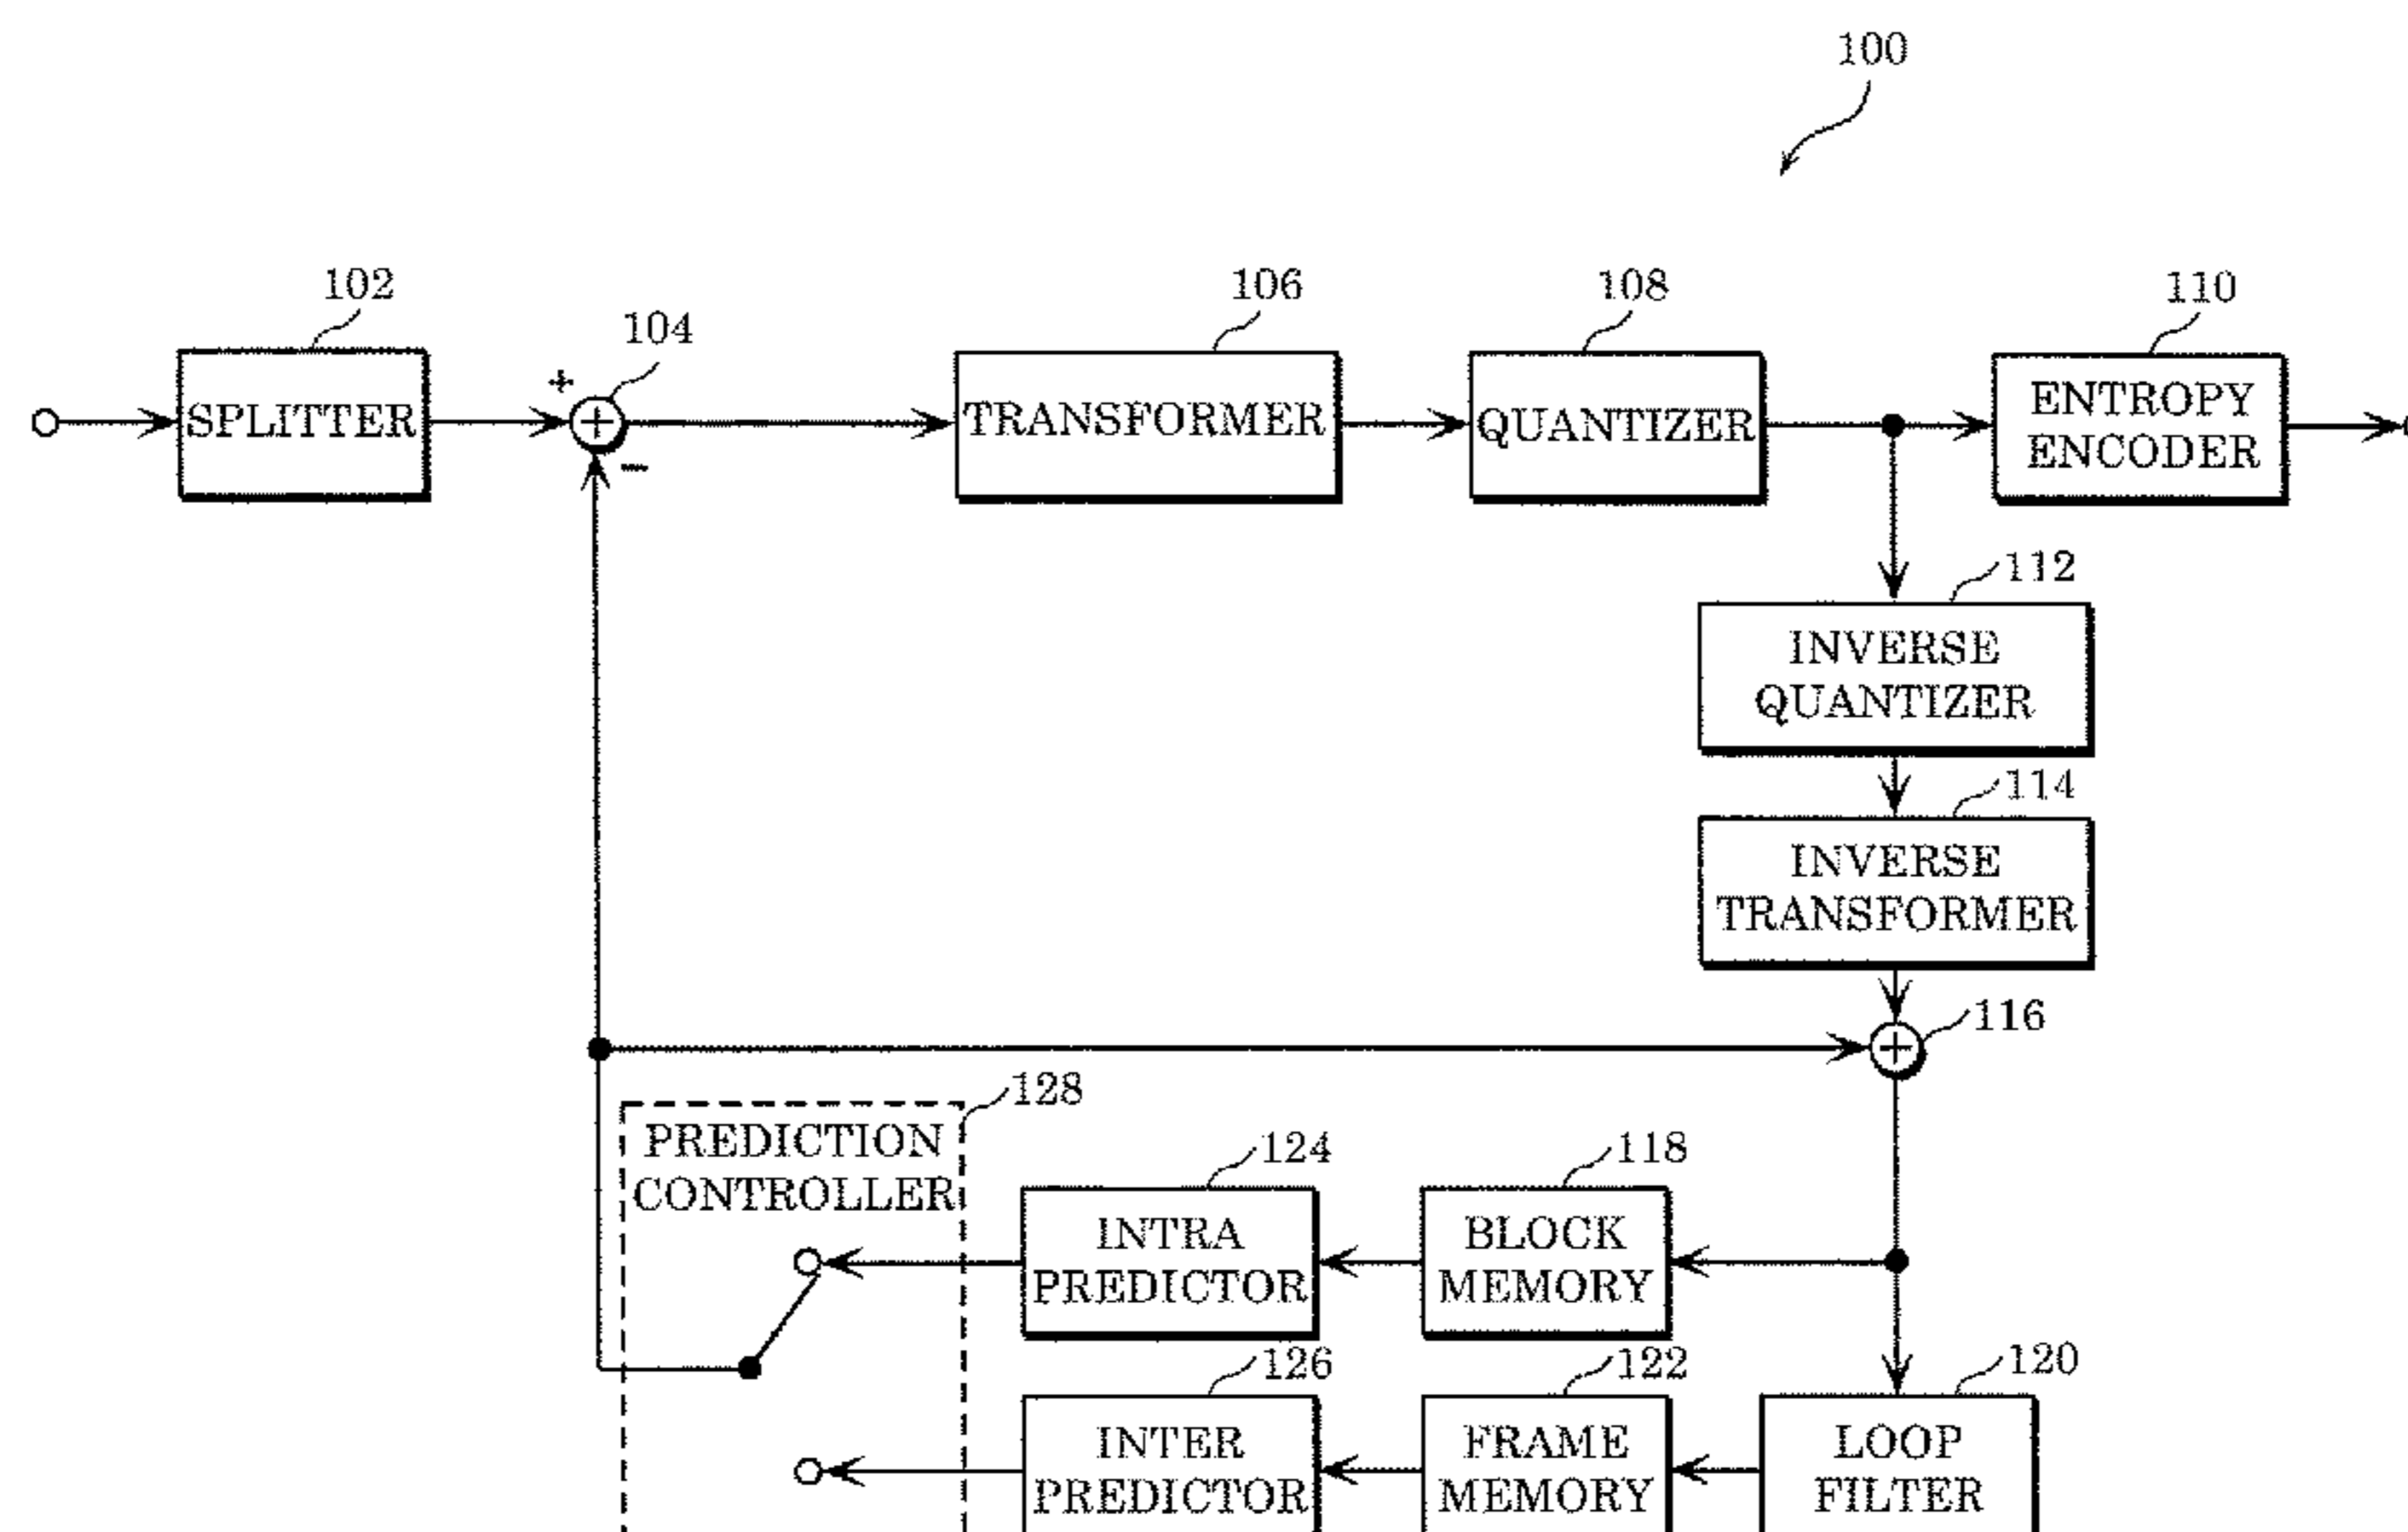 100
102
104
106
108
110
+
SPLITTER
+
TRANSFORMER
QUANTIZER
ENTROPY
ENCODER
−
112
INVERSE
QUANTIZER
114
INVERSE
TRANSFORMER
116
+
128
PREDICTION
CONTROLLER
124
118
INTRA
PREDICTOR
BLOCK
MEMORY
126
122
120
INTER
PREDICTOR
FRAME
MEMORY
LOOP
FILTER